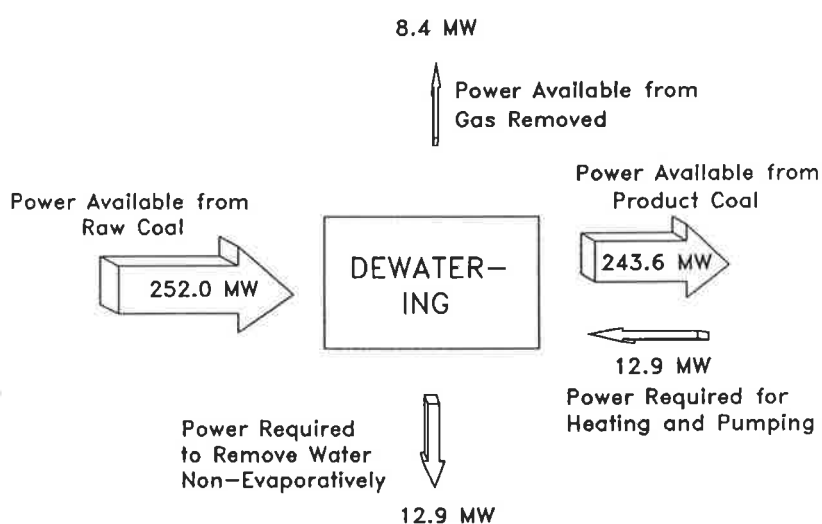 8.4 MW
Power Available from
Gas Removed
Power Available from
Product Coal
Power Available from
Raw Coal
252.0 MW
DEWATER-
ING
243.6 MW
12.9 MW
Power Required for
Heating and Pumping
Power Required
to Remove Water
Non-Evaporatively
12.9 MW